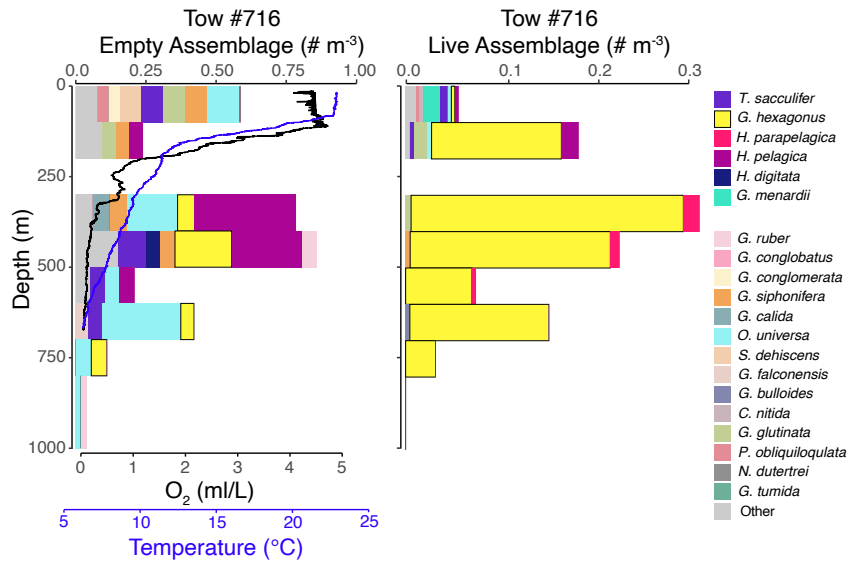 Tow #716
Empty Assemblage (# m-3)
0.0 0.25 0.50 0.75 1.00
Tow #716
Live Assemblage (# m-3)
0.0 0.1 0.2 0.3
Depth (m)
0
250
500
750
1000
0 1 2 3 4 5
O2 (ml/L)
5 10 15 20 25
Temperature (°C)
T. sacculifer
G. hexagonus
H. parapelagica
H. pelagica
H. digitata
G. menardii
G. ruber
G. conglobatus
G. conglomerata
G. siphonifera
G. calida
O. universa
S. dehiscens
G. falconensis
G. bulloides
C. nitida
G. glutinata
P. obliquiloqulata
N. dutertrei
G. tumida
Other